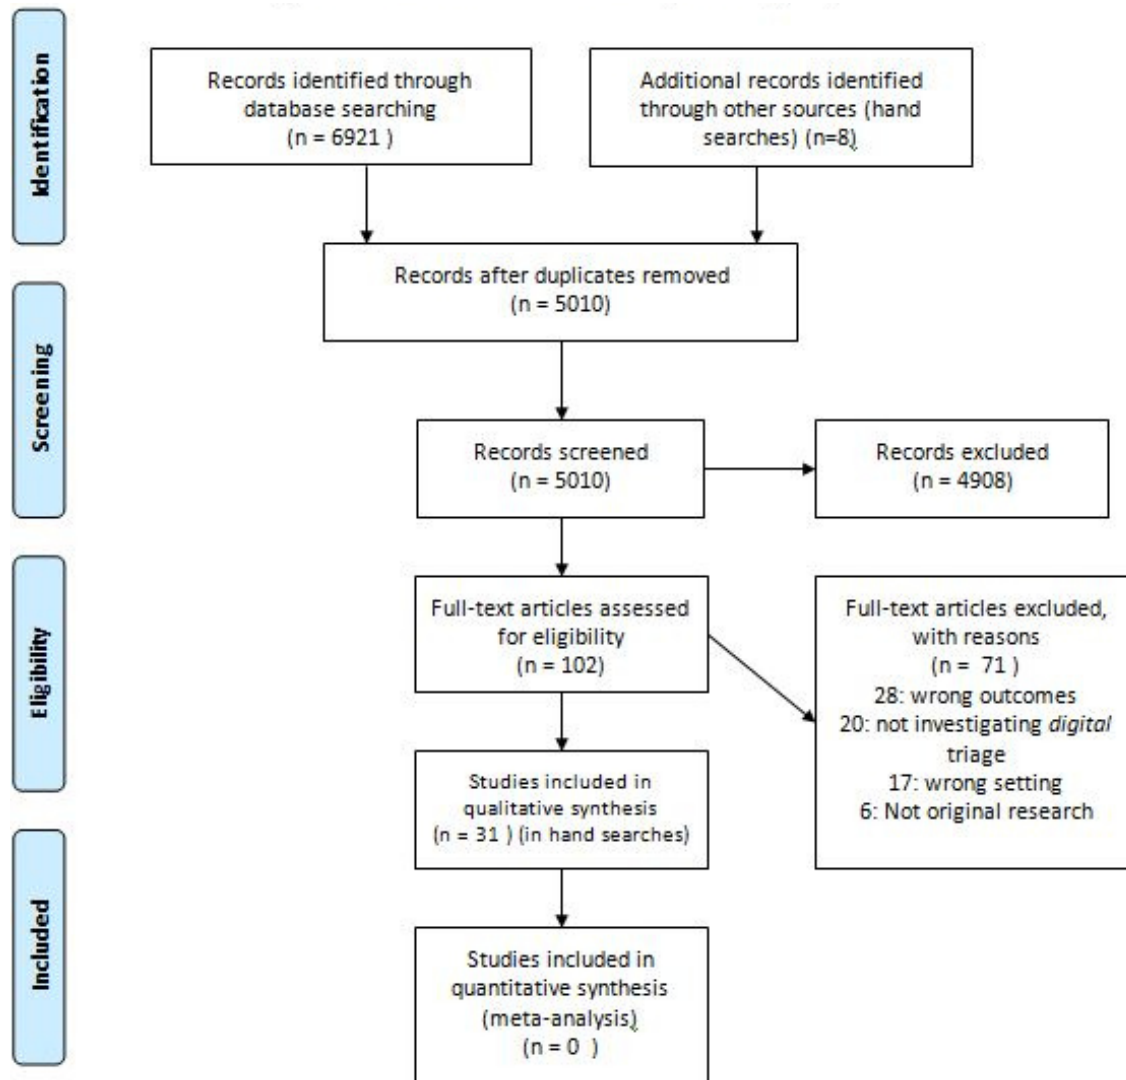 Identification
Records identified through
database searching
(n = 6921 )
Additional records identified
through other sources (hand
searches) (n=8)
Records after duplicates removed
(n = 5010)
Screening
Records screened
(n = 5010)
Records excluded
(n = 4908)
Eligibility
Full-text articles assessed
for eligibility
(n = 102)
Full-text articles excluded,
with reasons
(n =  71 )
28: wrong outcomes
20: not investigating digital
triage
17: wrong setting
6: Not original research
Studies included in
qualitative synthesis
(n = 31 ) (in hand searches)
Included
Studies included in
quantitative synthesis
(meta-analysis)
(n = 0  )